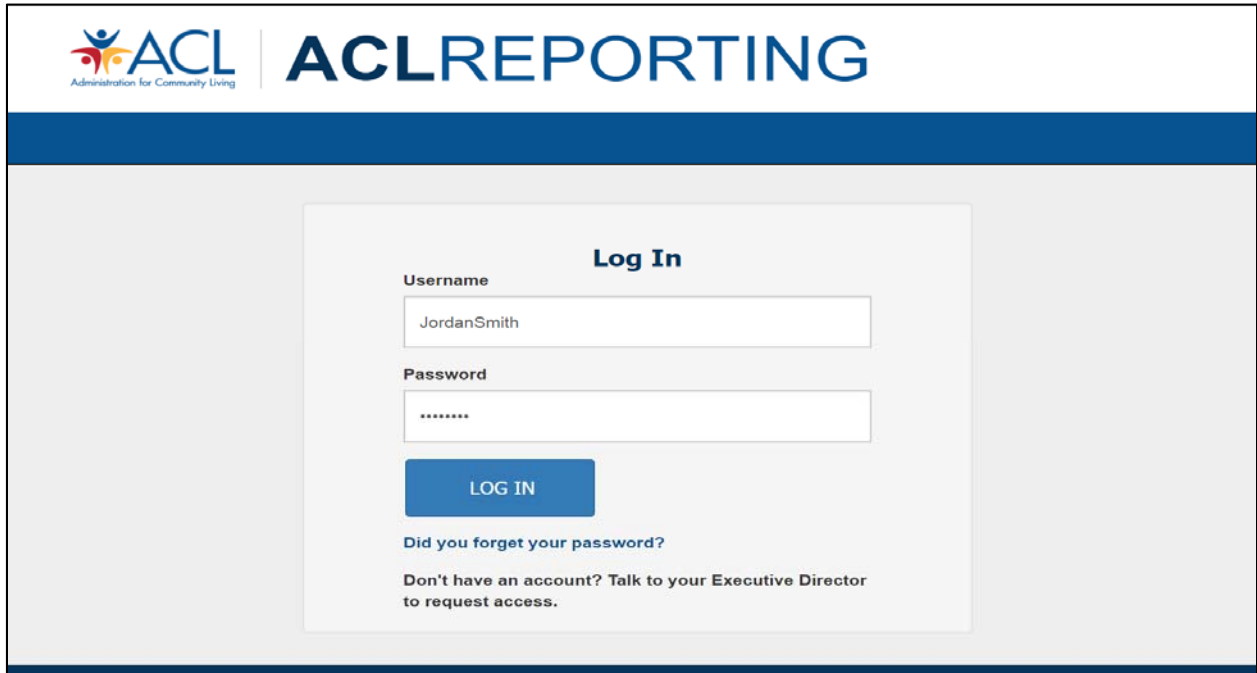 ACL
Administration for Community Living
ACLREPORTING
Log In
Username
JordanSmith
Password
••••••••
LOG IN
Did you forget your password?
Don't have an account? Talk to your Executive Director
to request access.